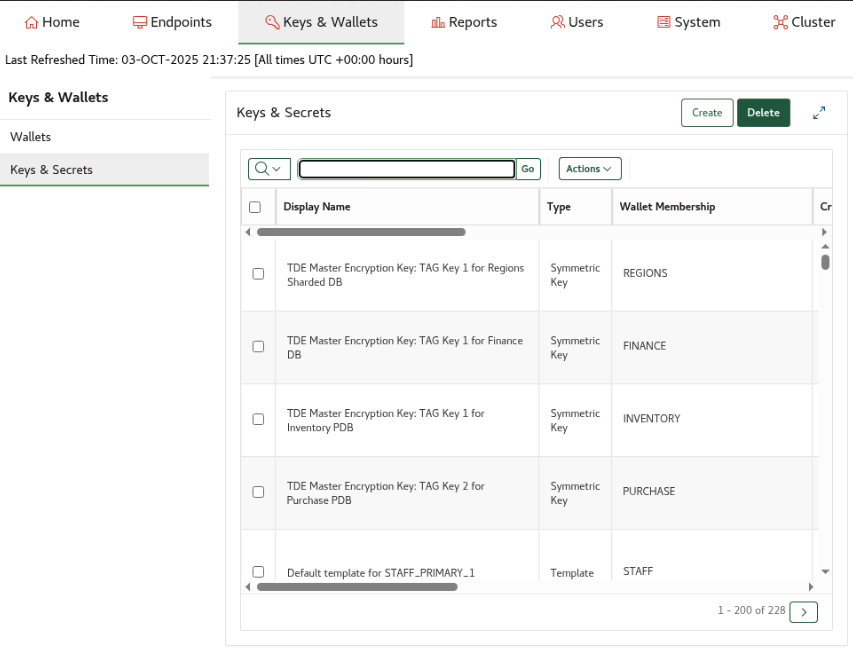 Home Endpoints Keys & Wallets Reports Users System Cluster
Last Refreshed Time: 03-OCT-2025 21:37:25 [All times UTC +00:00 hours]
Keys & Wallets
Wallets
Keys & Secrets
Keys & Secrets Create Delete
Go Actions
Display Name Type Wallet Membership Cr
TDE Master Encryption Key: TAG Key 1 for Regions
Sharded DB
Symmetric
Key
REGIONS
TDE Master Encryption Key: TAG Key 1 for Finance
DB
Symmetric
Key
FINANCE
TDE Master Encryption Key: TAG Key 1 for
Inventory PDB
Symmetric
Key
INVENTORY
TDE Master Encryption Key: TAG Key 2 for
Purchase PDB
Symmetric
Key
PURCHASE
Default template for STAFF_PRIMARY_1 Template STAFF
1 - 200 of 228